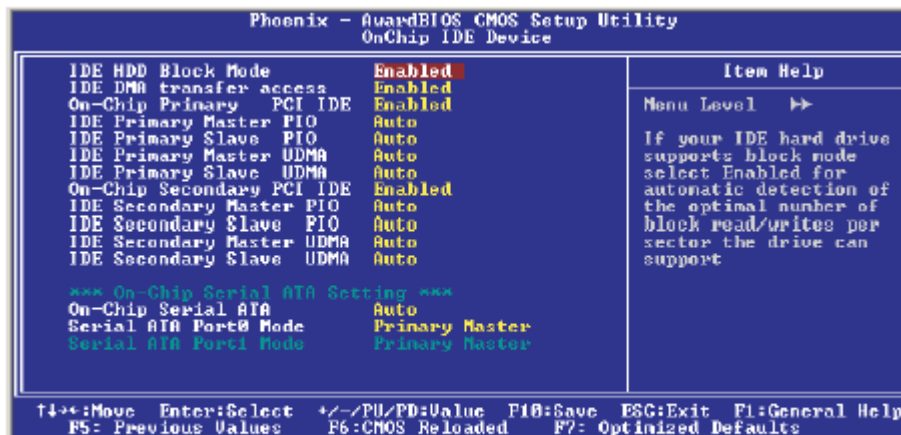 Phoenix - AwardBIOS CMOS Setup Utility
OnChip IDE Device
IDE HDD Block Mode Enabled
IDE DMA transfer access Enabled
On-Chip Primary PCI IDE Enabled
IDE Primary Master PIO Auto
IDE Primary Slave PIO Auto
IDE Primary Master UDMA Auto
IDE Primary Slave UDMA Auto
On-Chip Secondary PCI IDE Enabled
IDE Secondary Master PIO Auto
IDE Secondary Slave PIO Auto
IDE Secondary Master UDMA Auto
IDE Secondary Slave UDMA Auto
*** On-Chip Serial ATA Setting ***
On-Chip Serial ATA Auto
Serial ATA Port0 Mode Primary Master
Serial ATA Port1 Mode Primary Master
Item Help
Menu Level ▶▶
If your IDE hard drive
supports block mode
select Enabled for
automatic detection of
the optimal number of
block read/writes per
sector the drive can
support
↑↓→←:Move Enter:Select +/-/PU/PD:Value F10:Save ESC:Exit F1:General Help
F5: Previous Values F6:CMOS Reloaded F7: Optimized Defaults